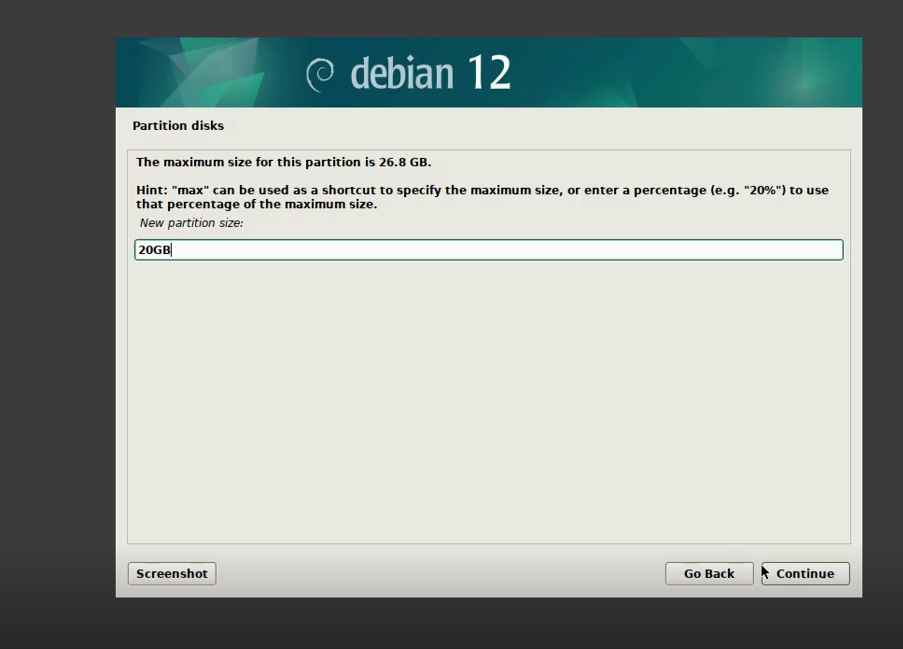 debian 12
Partition disks
The maximum size for this partition is 26.8 GB.
Hint: "max" can be used as a shortcut to specify the maximum size, or enter a percentage (e.g. "20%") to use
that percentage of the maximum size.
New partition size:
20GB
Screenshot
Go Back
Continue